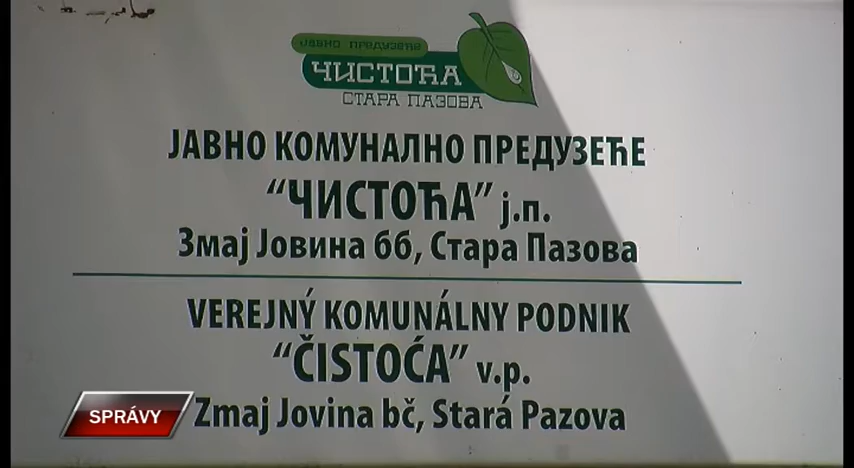 ЈАВНО ПРЕДУЗЕЋЕ
ЧИСТОЋА
СТАРА ПАЗОВА
ЈАВНО КОМУНАЛНО ПРЕДУЗЕЋЕ
“ЧИСТОЋА” ј.п.
Змај Јовина бб, Стара Пазова
VEREJNÝ KOMUNÁLNY PODNIK
“ČISTOĆA” v.p.
Zmaj Jovina bč, Stará Pazova
SPRÁVY